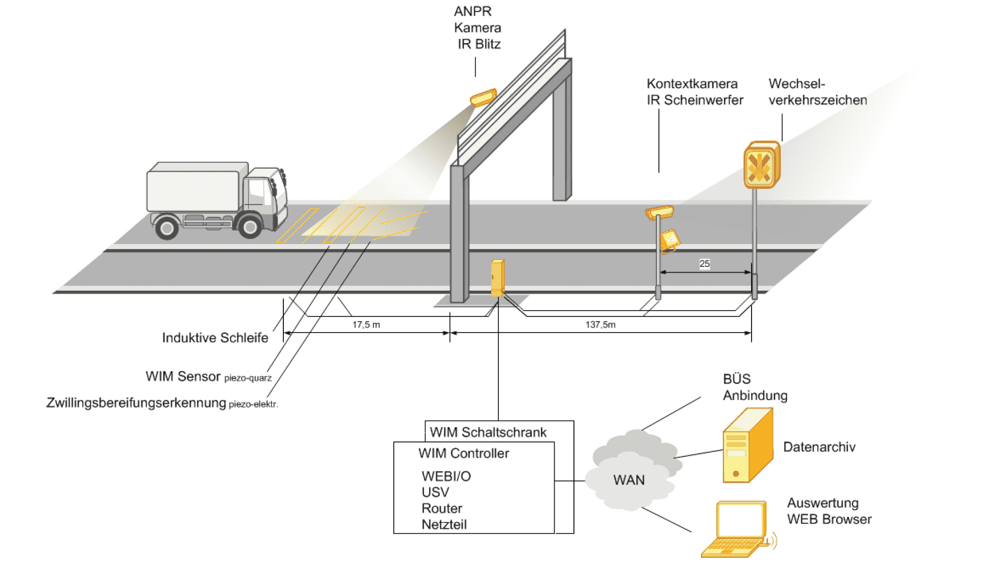 ANPR
Kamera
IR Blitz
Kontextkamera
IR Scheinwerfer
Wechsel-
verkehrszeichen
25
17,5 m
137,5m
Induktive Schleife
WIM Sensor piezo-quarz
Zwillingsbereifungserkennung piezo-elektr.
WIM Schaltschrank
WIM Controller
WEBI/O
USV
Router
Netzteil
WAN
BÜS
Anbindung
Datenarchiv
Auswertung
WEB Browser